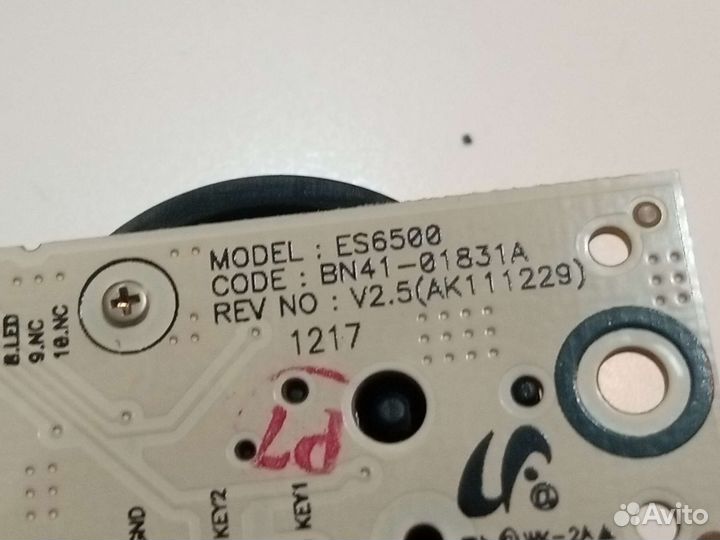 MODEL : ES6500
CODE : BN41-01831A
REV NO : V2.5(AK111229)
1217
8.LED
9.NC
10.NC
P7
GND
KEY2
KEY1
Avito